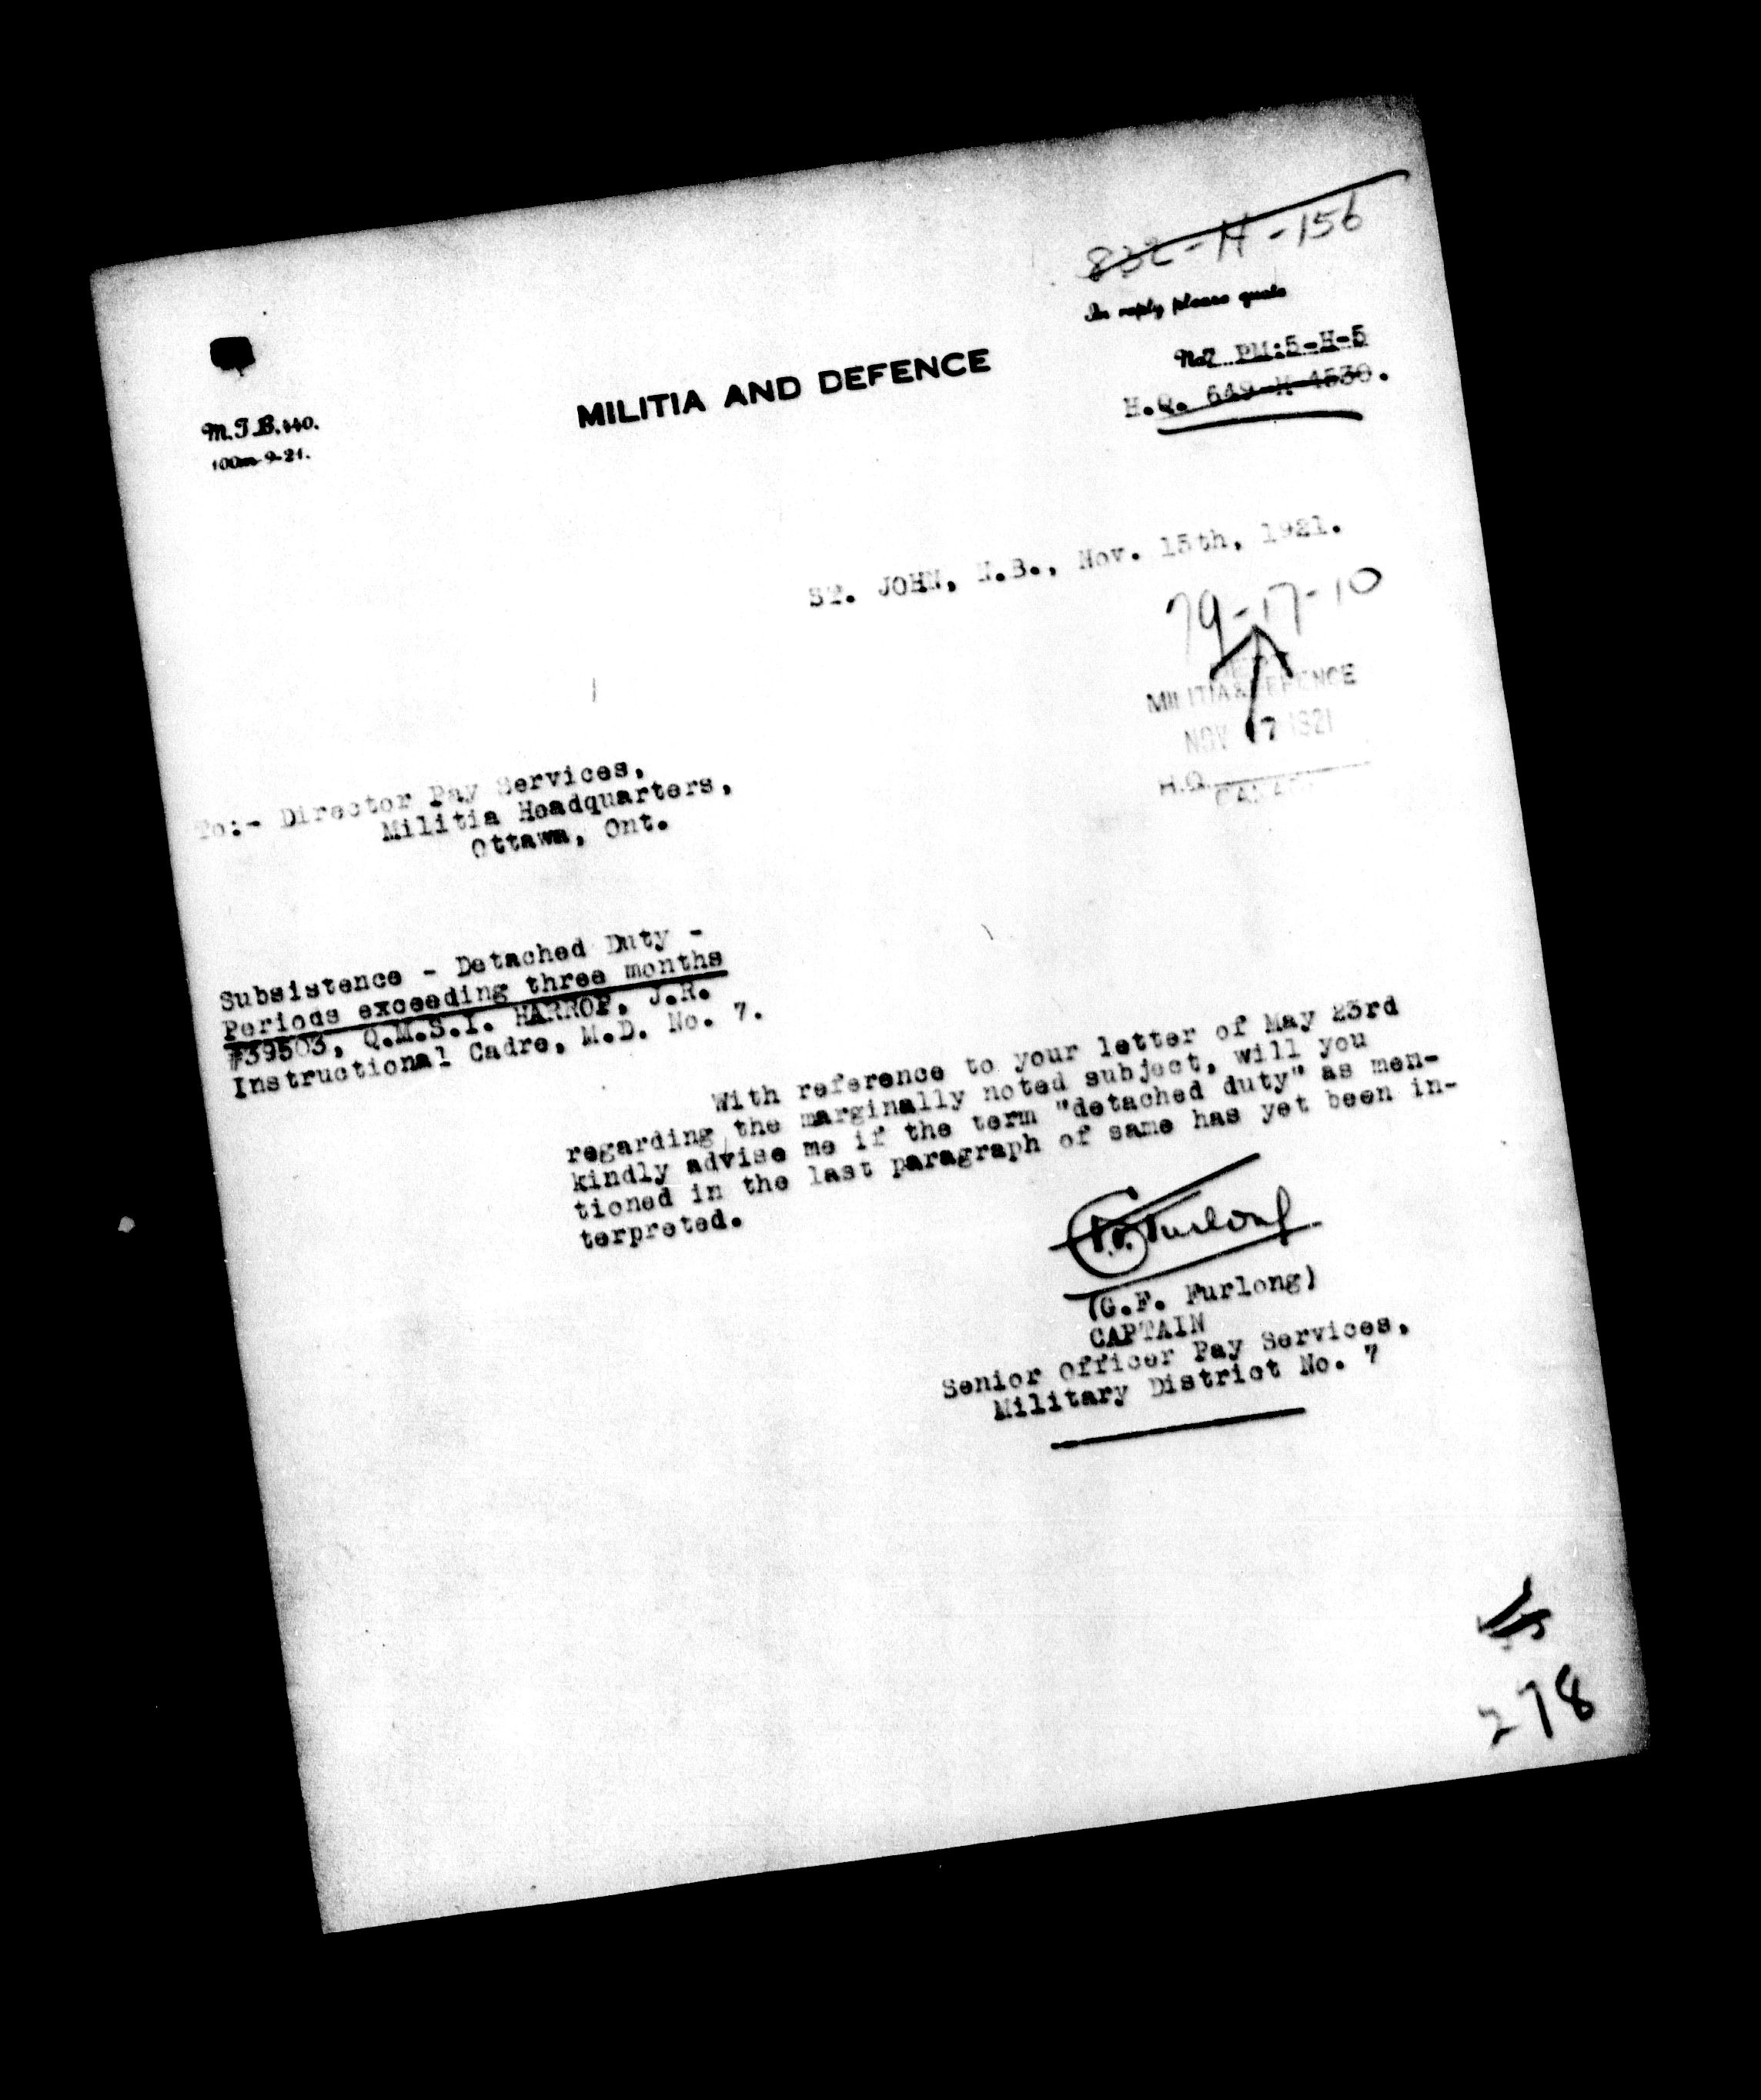 832-H-156
In reply please quote
No7 PM:5-H-5
H.Q. 649-H-4530.
M.F.B. 440.
100m-9-21.
MILITIA AND DEFENCE
ST. JOHN, N.B., Nov. 15th, 1921.
79-17-10
MILITIA & DEFENCE
NOV 17 1921
H.Q.
CANADA
To:- Director Pay Services,
Militia Headquarters,
Ottawa, Ont.
Subsistence - Detached Duty -
Periods exceeding three months
#39503, Q.M.S.I. HARROP, J.R.
Instructional Cadre, M.D. No. 7.
With reference to your letter of May 23rd
regarding the marginally noted subject, will you
kindly advise me if the term "detached duty" as men-
tioned in the last paragraph of same has yet been in-
terpreted.
G.F. Furlong
(G.F. Furlong)
CAPTAIN
Senior Officer Pay Services,
Military District No. 7
278